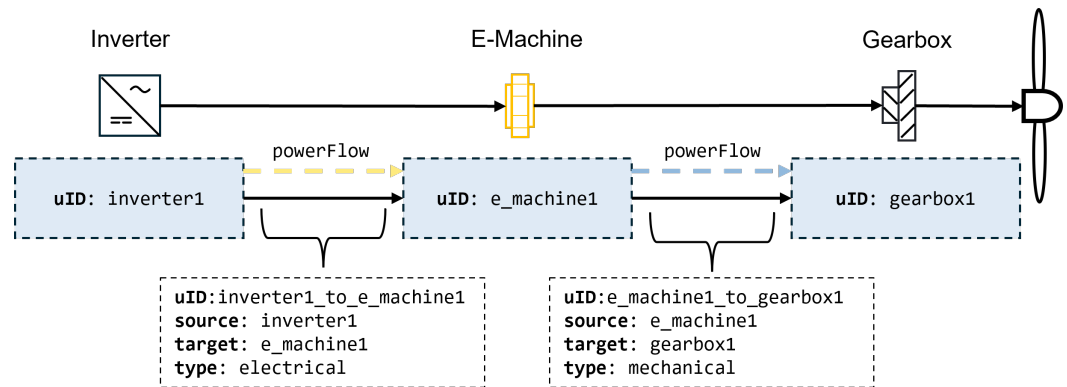 Inverter
E-Machine
Gearbox
powerFlow
powerFlow
uID: inverter1
uID: e_machine1
uID: gearbox1
uID:inverter1_to_e_machine1
source: inverter1
target: e_machine1
type: electrical
uID:e_machine1_to_gearbox1
source: e_machine1
target: gearbox1
type: mechanical